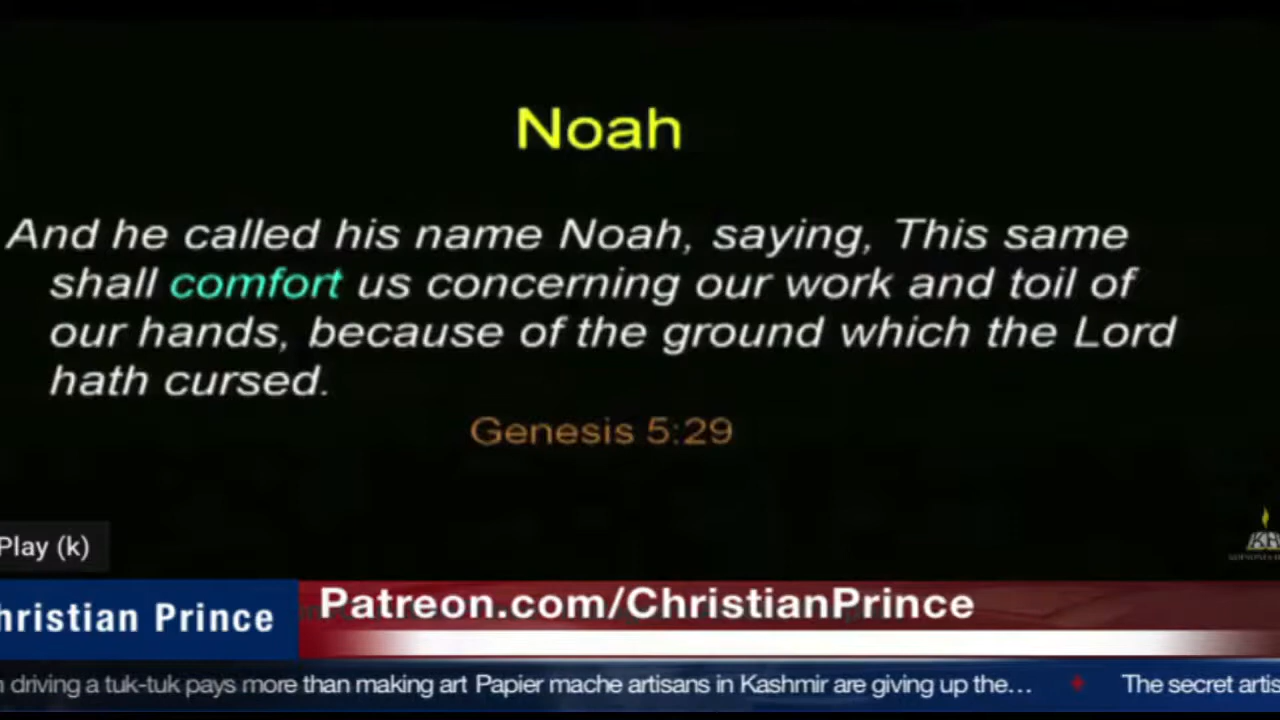 Noah
And he called his name Noah, saying, This same
shall comfort us concerning our work and toil of
our hands, because of the ground which the Lord
hath cursed.
Genesis 5:29
Play (k)
KH
hristian Prince
Patreon.com/ChristianPrince
driving a tuk-tuk pays more than making art Papier mache artisans in Kashmir are giving up the... The secret artis